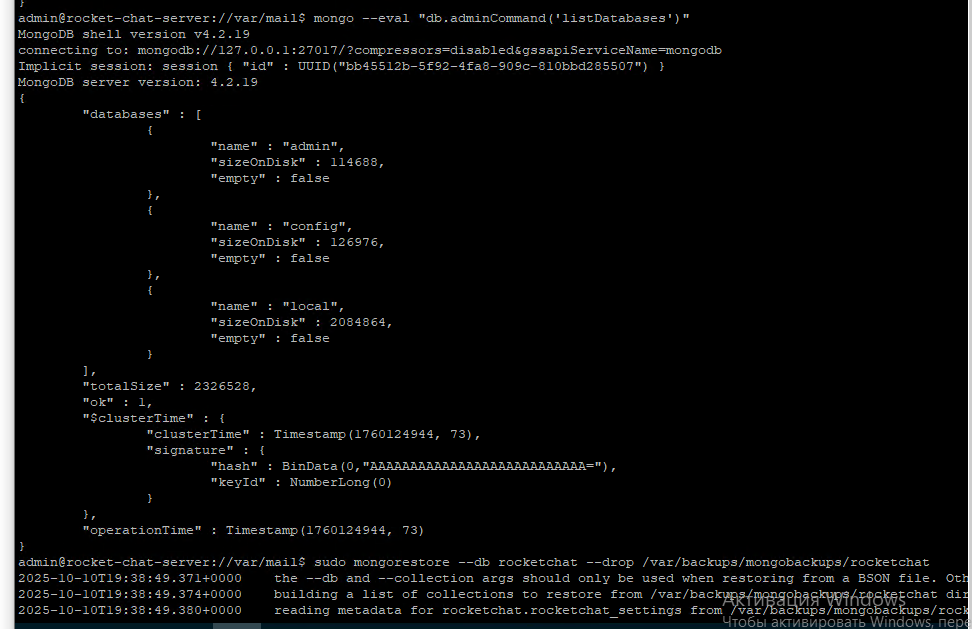 }
admin@rocket-chat-server://var/mail$ mongo --eval "db.adminCommand('listDatabases')"
MongoDB shell version v4.2.19
connecting to: mongodb://127.0.0.1:27017/?compressors=disabled&gssapiServiceName=mongodb
Implicit session: session { "id" : UUID("bb45512b-5f92-4fa8-909c-810bbd285507") }
MongoDB server version: 4.2.19
{
"databases" : [
{
"name" : "admin",
"sizeOnDisk" : 114688,
"empty" : false
},
{
"name" : "config",
"sizeOnDisk" : 126976,
"empty" : false
},
{
"name" : "local",
"sizeOnDisk" : 2084864,
"empty" : false
}
],
"totalSize" : 2326528,
"ok" : 1,
"$clusterTime" : {
"clusterTime" : Timestamp(1760124944, 73),
"signature" : {
"hash" : BinData(0,"AAAAAAAAAAAAAAAAAAAAAAAAAAA="),
"keyId" : NumberLong(0)
}
},
"operationTime" : Timestamp(1760124944, 73)
}
admin@rocket-chat-server://var/mail$ sudo mongorestore --db rocketchat --drop /var/backups/mongobackups/rocketchat
2025-10-10T19:38:49.371+0000 the --db and --collection args should only be used when restoring from a BSON file. Oth
2025-10-10T19:38:49.374+0000 building a list of collections to restore from /var/backups/mongobackups/rocketchat dir
2025-10-10T19:38:49.380+0000 reading metadata for rocketchat.rocketchat_settings from /var/backups/mongobackups/rock
Активация Windows
Чтобы активировать Windows, пере